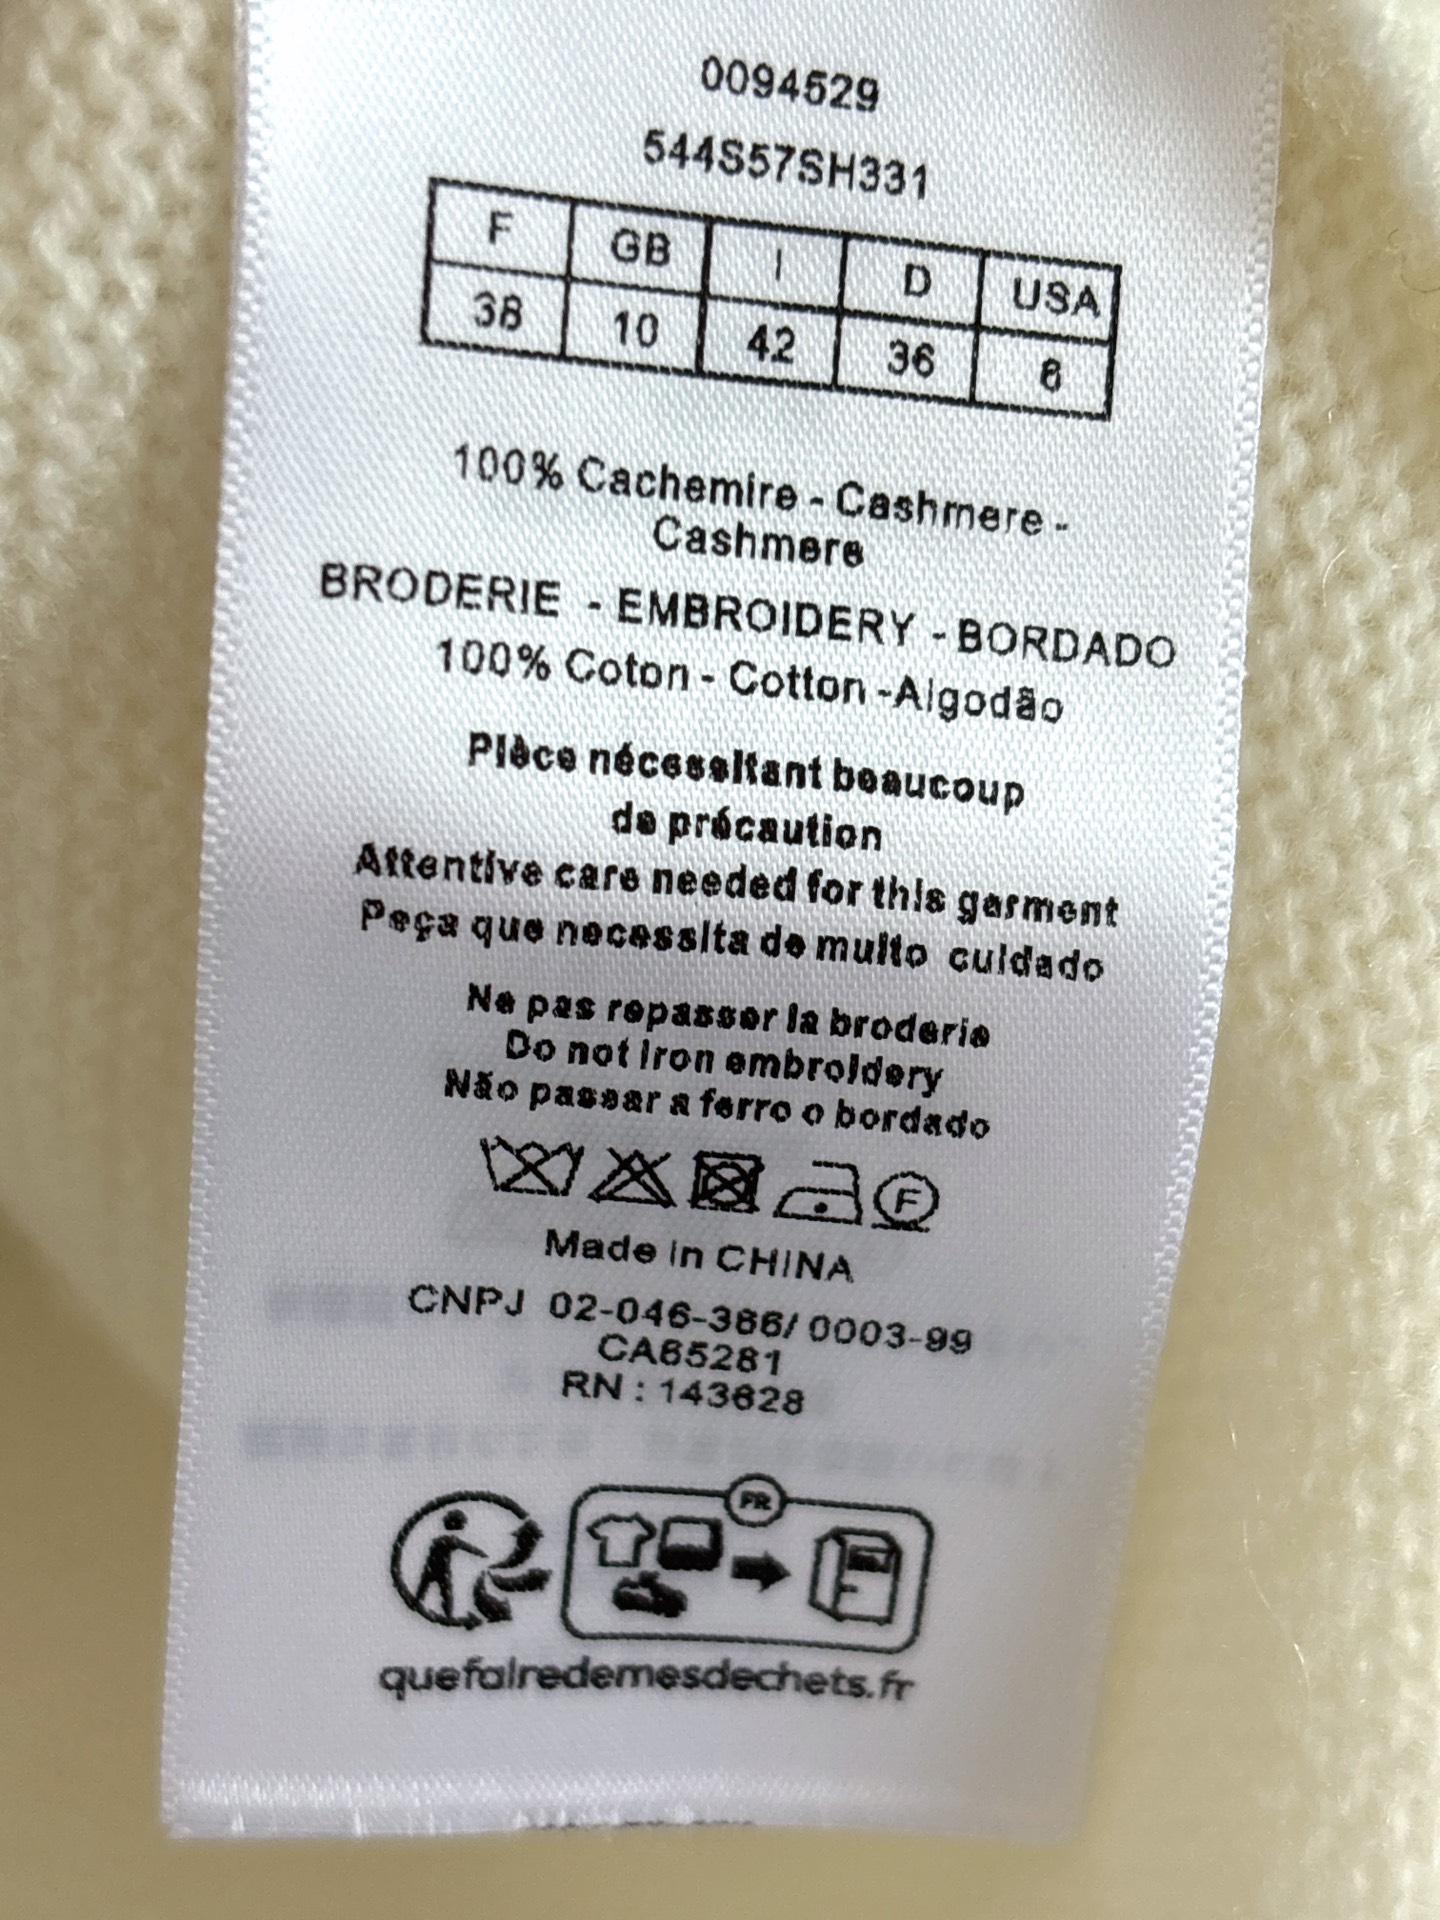 0094529
544S57SH331
F GB I D USA
38 10 42 36 6
100% Cachemire - Cashmere -
Cashmere
BRODERIE - EMBROIDERY - BORDADO
100% Coton - Cotton -Algodão
Pièce nécessitant beaucoup
de précaution
Attentive care needed for this garment
Peça que necessita de muito cuidado
Ne pas repasser la broderie
Do not iron embroidery
Não passar a ferro o bordado
F
Made in CHINA
CNPJ 02-046-386/ 0003-99
CA65281
RN : 143628
FR
quefairedemesdechets.fr